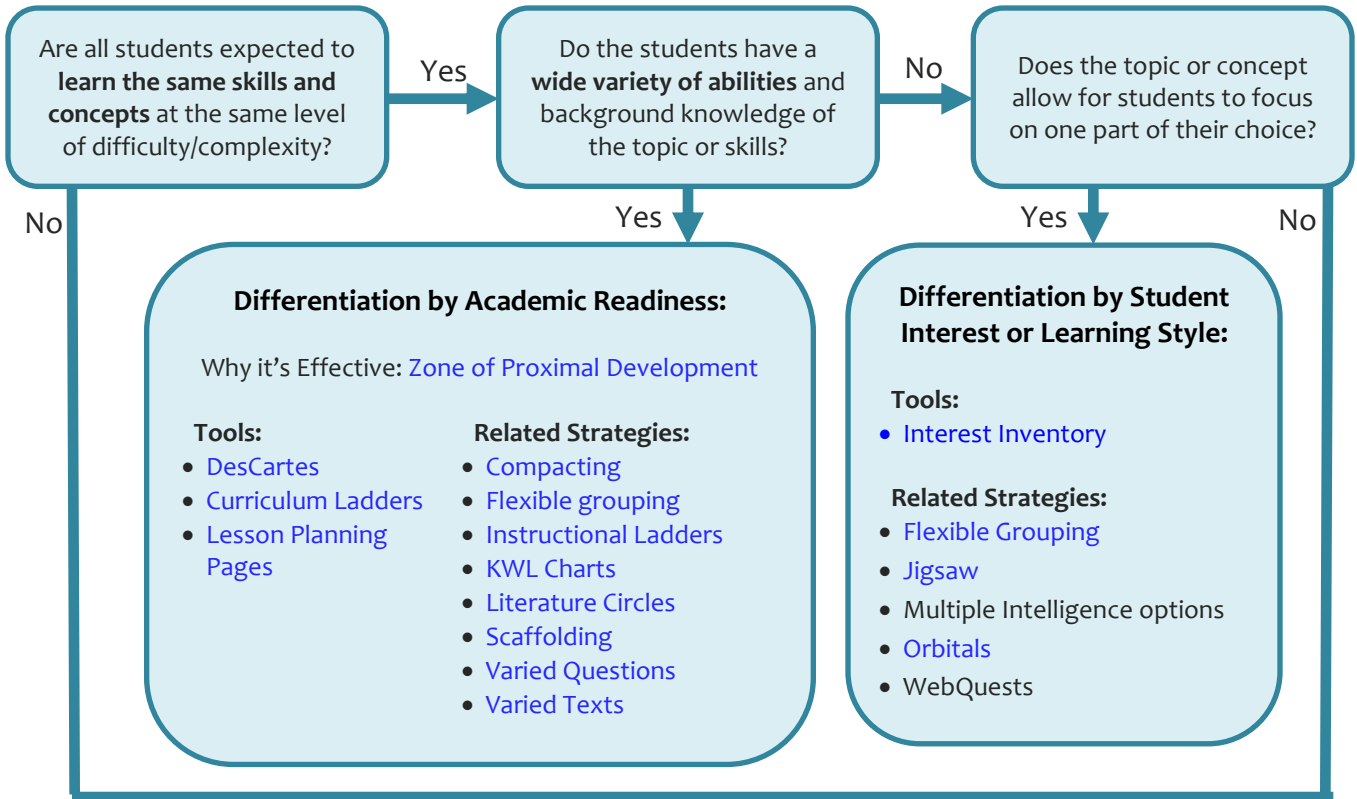 Are all students expected to
learn the same skills and
concepts at the same level
of difficulty/complexity?
Yes
Do the students have a
wide variety of abilities and
background knowledge of
the topic or skills?
No
Does the topic or concept
allow for students to focus
on one part of their choice?
No
Yes
Yes
No
Differentiation by Academic Readiness:
Why it's Effective: Zone of Proximal Development
Tools:
• DesCartes
• Curriculum Ladders
• Lesson Planning
Pages
Related Strategies:
• Compacting
• Flexible grouping
• Instructional Ladders
• KWL Charts
• Literature Circles
• Scaffolding
• Varied Questions
• Varied Texts
Differentiation by Student
Interest or Learning Style:
Tools:
• Interest Inventory
Related Strategies:
• Flexible Grouping
• Jigsaw
• Multiple Intelligence options
• Orbitals
• WebQuests